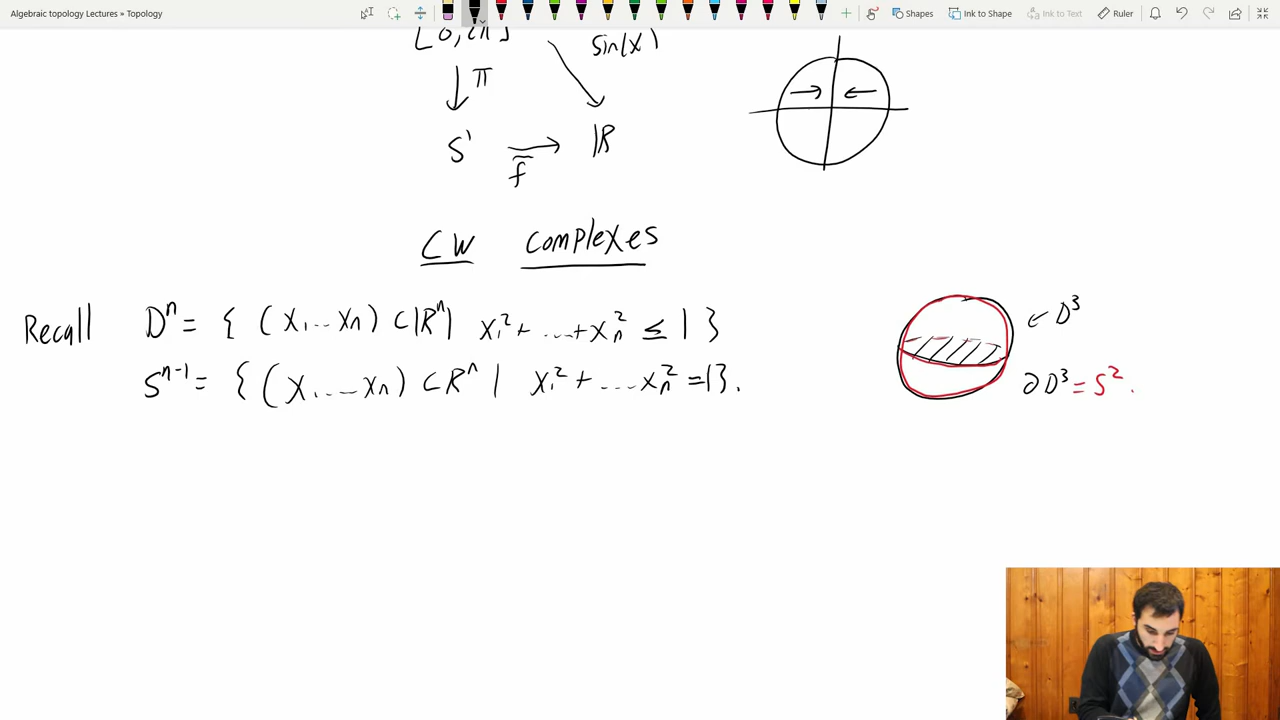 Algebraic topology Lectures » Topology
Shapes
Ink to Shape
Ink to Text
Ruler
[0,2π]
sin(x)
↓ π
S¹ → ℝ
f̃
CW complexes
Recall Dⁿ = { (x₁...xₙ) ⊂ ℝⁿ | x₁² + ... + xₙ² ≤ 1 }
Sⁿ⁻¹ = { (x₁...xₙ) ⊂ ℝⁿ | x₁² + ... xₙ² = 1 }.
← D³
∂D³ = S².